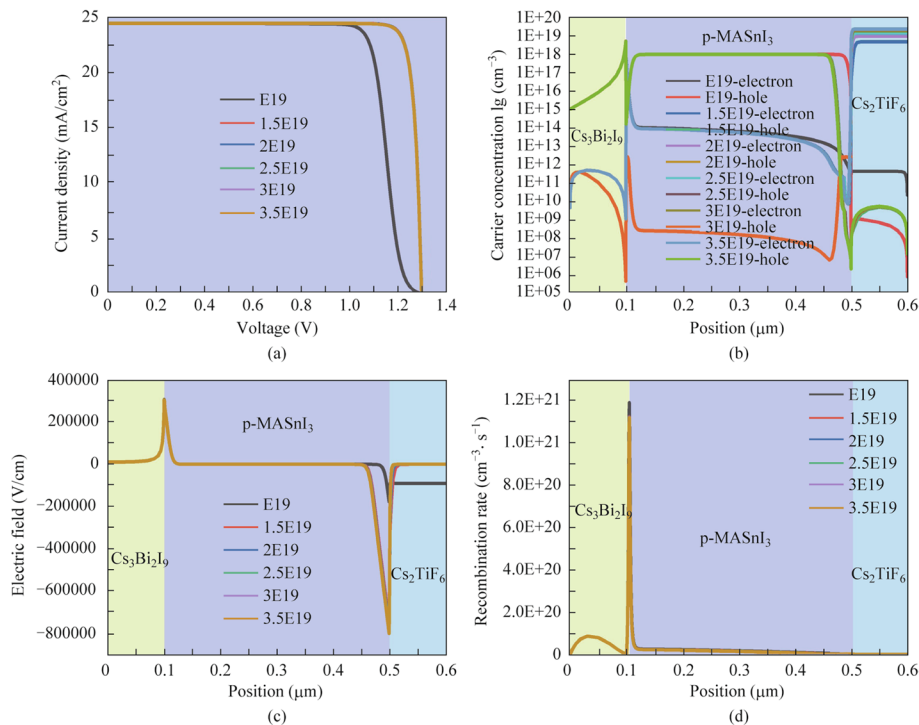 25
20
15
10
5
0
Current density (mA/cm²)
E19
1.5E19
2E19
2.5E19
3E19
3.5E19
0 0.2 0.4 0.6 0.8 1.0 1.2 1.4
Voltage (V)
(a)
1E+20
1E+19
1E+18
1E+16
1E+15
1E+14
1E+12
1E+11
1E+10
1E+09
1E+08
1E+07
1E+06
1E+05
Carrier concentration lg (cm⁻³)
p-MASnI₃
Cs₃Bi₂I₉
Cs₂TiF₆
E19-electron
E19-hole
1.5E19-electron
1.5E19-hole
2E19-electron
2E19-hole
2.5E19-electron
2.5E19-hole
3E19-electron
3E19-hole
3.5E19-electron
3.5E19-hole
0 0.1 0.2 0.3 0.4 0.5 0.6
Position (μm)
(b)
400000
200000
0
−200000
−400000
−600000
−800000
Electric field (V/cm)
p-MASnI₃
Cs₃Bi₂I₉
Cs₂TiF₆
E19
1.5E19
2E19
2.5E19
3E19
3.5E19
0 0.1 0.2 0.3 0.4 0.5 0.6
Position (μm)
(c)
1.2E+21
1.0E+21
8.0E+20
6.0E+20
4.0E+20
2.0E+20
0
Recombination rate (cm⁻³· s⁻¹)
E19
1.5E19
2E19
2.5E19
3E19
3.5E19
Cs₃Bi₂I₉
p-MASnI₃
Cs₂TiF₆
0 0.1 0.2 0.3 0.4 0.5 0.6
Position (μm)
(d)